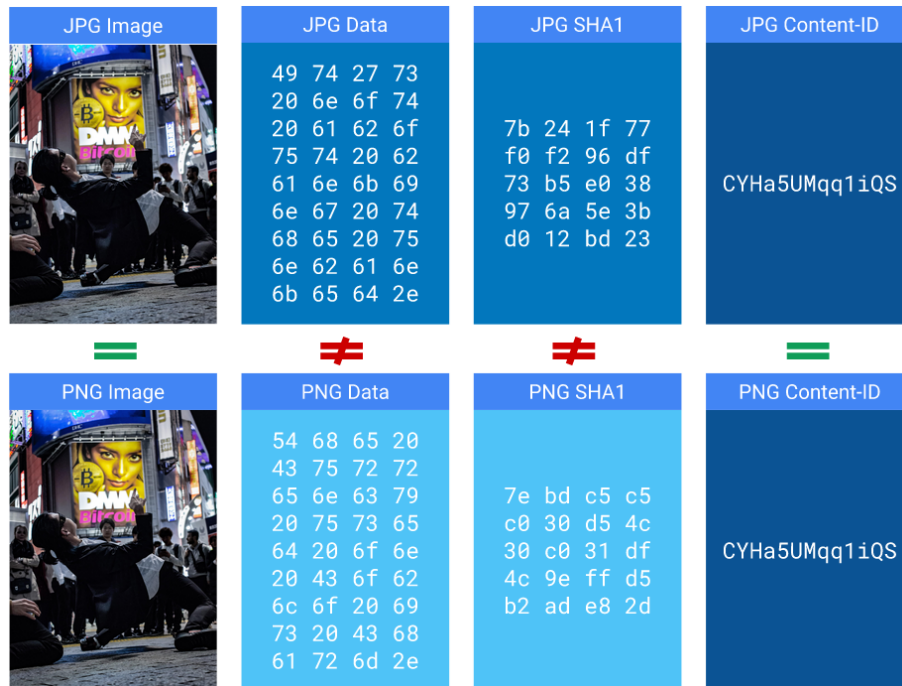 JPG Image
JPG Data
JPG SHA1
JPG Content-ID
DMM
Bitcoin
49 74 27 73
20 6e 6f 74
20 61 62 6f
75 74 20 62
61 6e 6b 69
6e 67 20 74
68 65 20 75
6e 62 61 6e
6b 65 64 2e
7b 24 1f 77
f0 f2 96 df
73 b5 e0 38
97 6a 5e 3b
d0 12 bd 23
CYHa5UMqq1iQS
=
≠
≠
=
PNG Image
PNG Data
PNG SHA1
PNG Content-ID
DMM
Bitcoin
54 68 65 20
43 75 72 72
65 6e 63 79
20 75 73 65
64 20 6f 6e
20 43 6f 62
6c 6f 20 69
73 20 43 68
61 72 6d 2e
7e bd c5 c5
c0 30 d5 4c
30 c0 31 df
4c 9e ff d5
b2 ad e8 2d
CYHa5UMqq1iQS